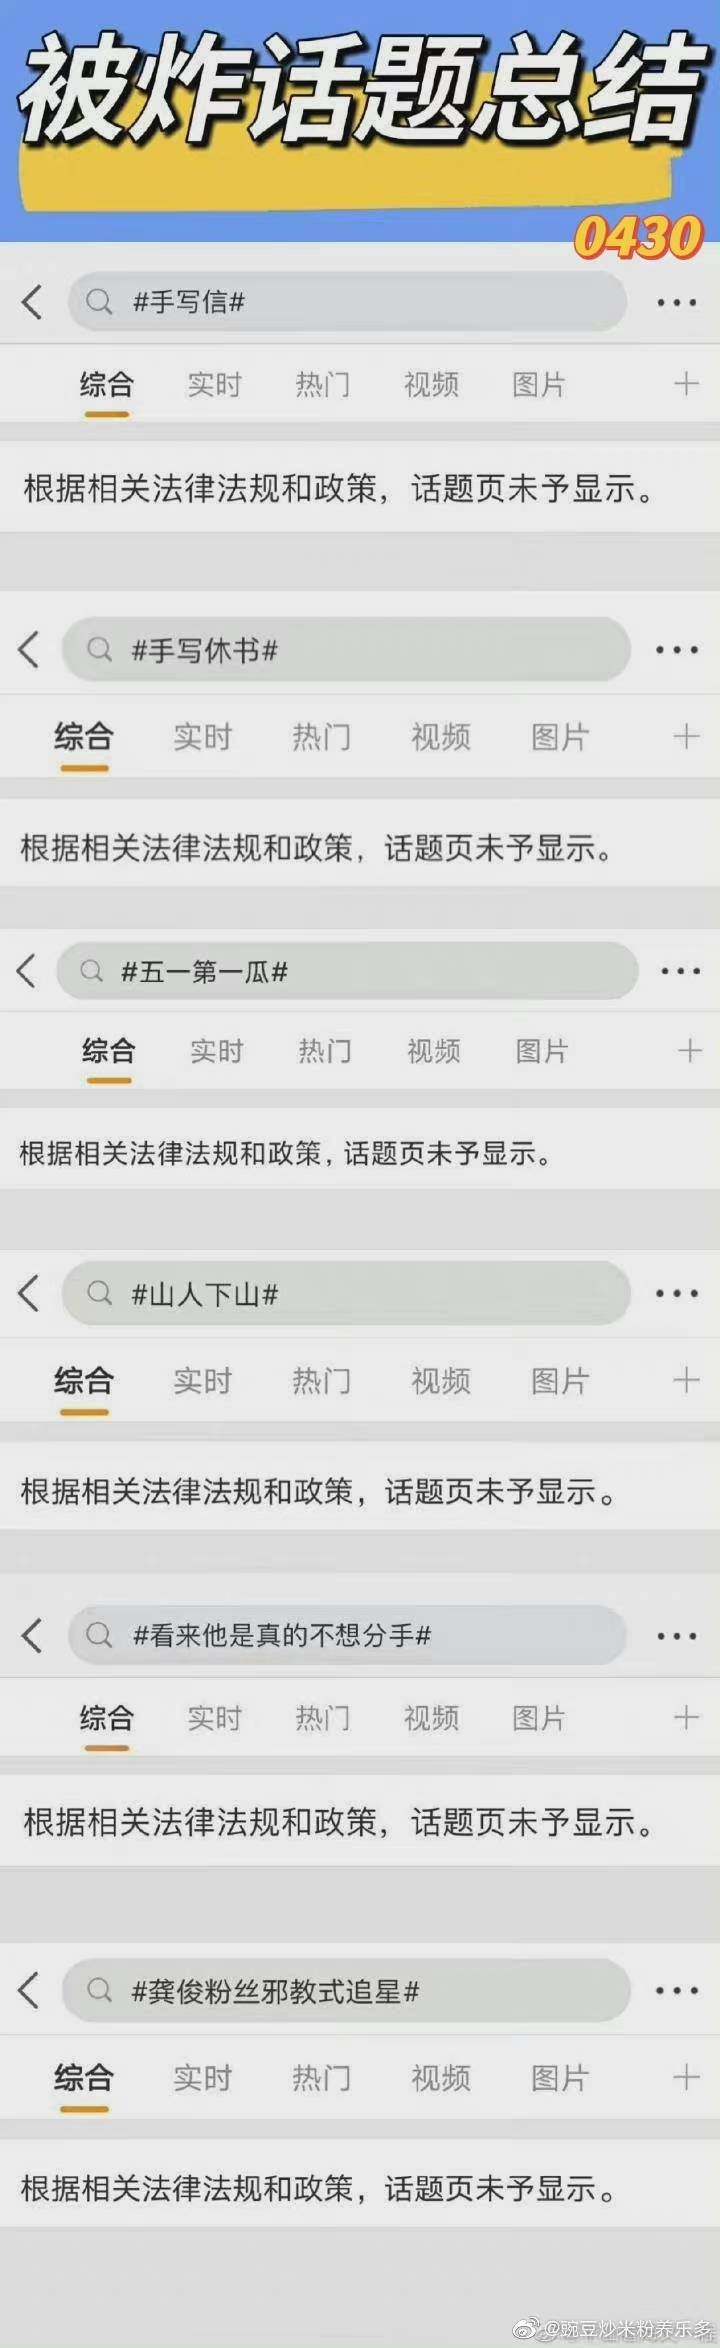 被炸话题总结
0430
#手写信#
综合 实时 热门 视频 图片
根据相关法律法规和政策，话题页未予显示。
#手写休书#
综合 实时 热门 视频 图片
根据相关法律法规和政策，话题页未予显示。
#五一第一瓜#
综合 实时 热门 视频 图片
根据相关法律法规和政策，话题页未予显示。
#山人下山#
综合 实时 热门 视频 图片
根据相关法律法规和政策，话题页未予显示。
#看来他是真的不想分手#
综合 实时 热门 视频 图片
根据相关法律法规和政策，话题页未予显示。
#龚俊粉丝邪教式追星#
综合 实时 热门 视频 图片
根据相关法律法规和政策，话题页未予显示。
@豌豆炒米粉养乐多